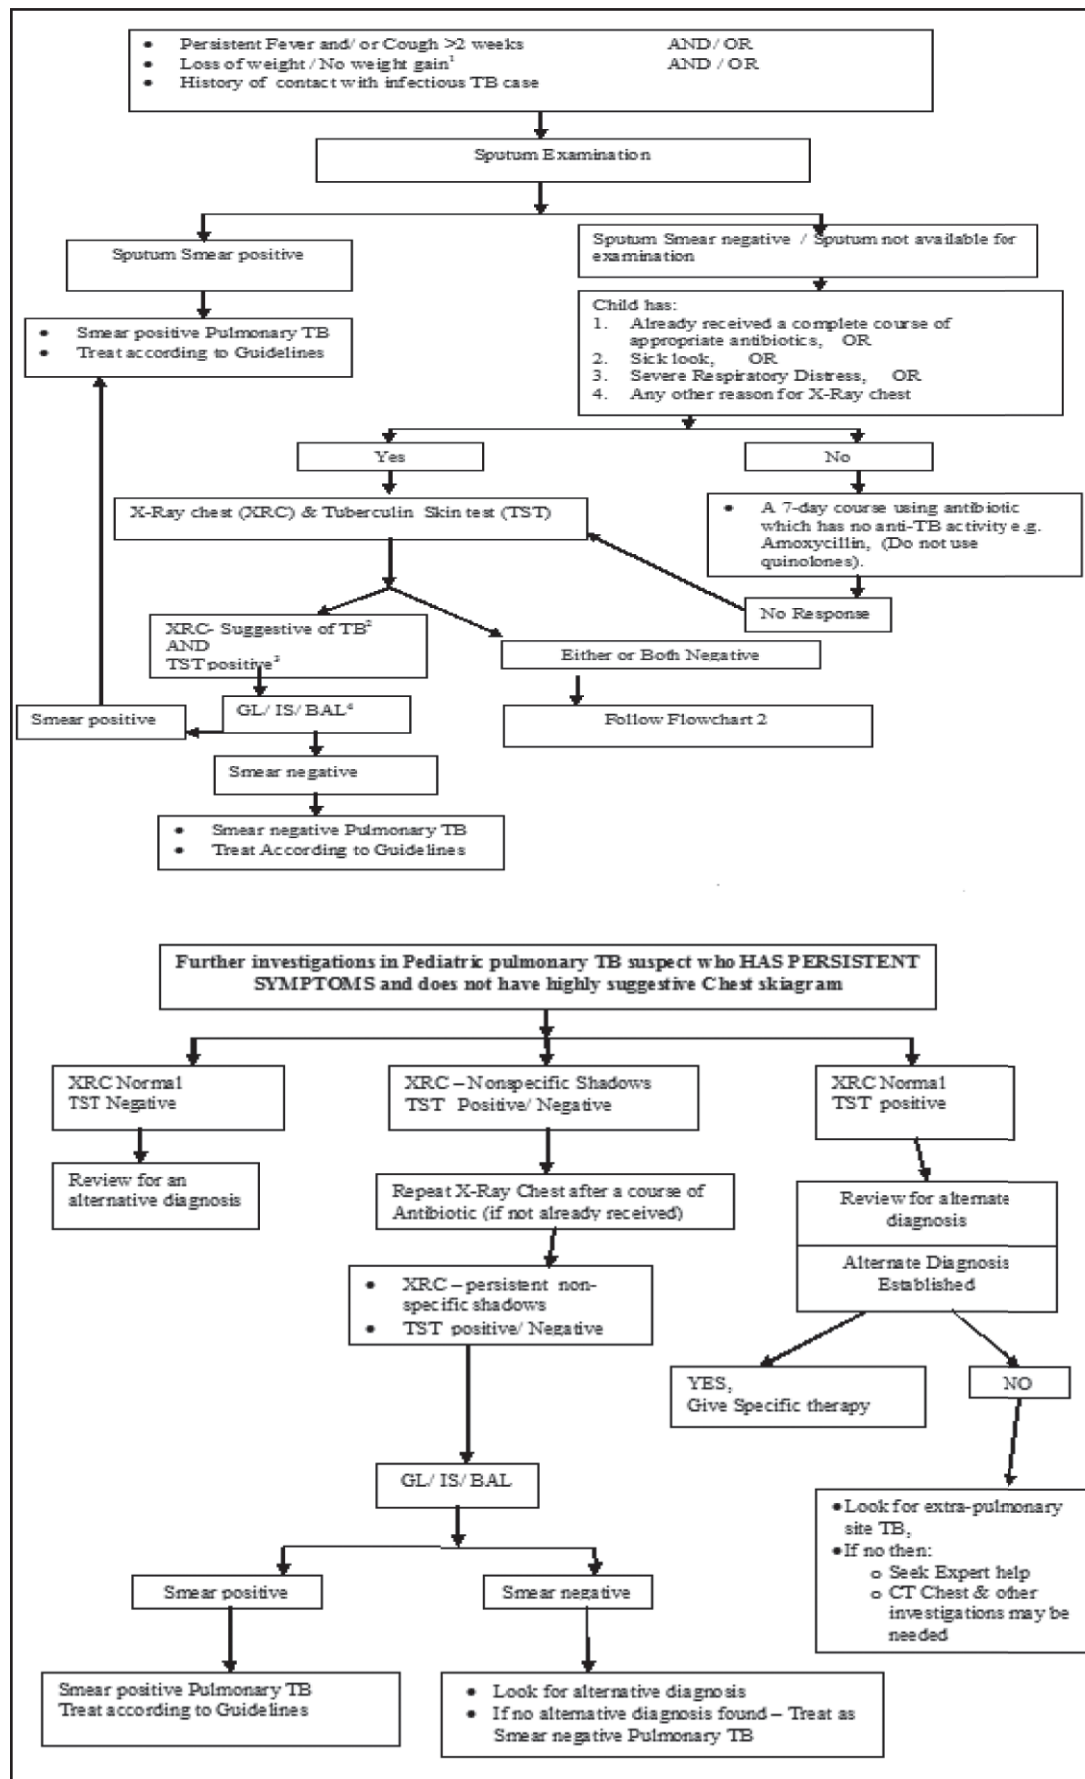 • Persistent Fever and/ or Cough >2 weeks AND/ OR
• Loss of weight / No weight gain¹ AND / OR
• History of contact with infectious TB case
Sputum Examination
Sputum Smear positive
Sputum Smear negative / Sputum not available for
examination
• Smear positive Pulmonary TB
• Treat according to Guidelines
Child has:
1. Already received a complete course of
appropriate antibiotics, OR
2. Sick look, OR
3. Severe Respiratory Distress, OR
4. Any other reason for X-Ray chest
Yes
No
X-Ray chest (XRC) & Tuberculin Skin test (TST)
• A 7-day course using antibiotic
which has no anti-TB activity e.g.
Amoxycillin, (Do not use
quinolones).
No Response
XRC- Suggestive of TB²
AND
TST positive³
Either or Both Negative
GL/ IS/ BAL⁴
Smear positive
Follow Flowchart 2
Smear negative
• Smear negative Pulmonary TB
• Treat According to Guidelines
Further investigations in Pediatric pulmonary TB suspect who HAS PERSISTENT
SYMPTOMS and does not have highly suggestive Chest skiagram
XRC Normal
TST Negative
XRC – Nonspecific Shadows
TST Positive/ Negative
XRC Normal
TST positive
Review for an
alternative diagnosis
Repeat X-Ray Chest after a course of
Antibiotic (if not already received)
Review for alternate
diagnosis
Alternate Diagnosis
Established
• XRC – persistent non-
specific shadows
• TST positive/ Negative
YES,
Give Specific therapy
NO
GL/ IS/ BAL
• Look for extra-pulmonary
site TB,
• If no then:
o Seek Expert help
o CT Chest & other
investigations may be
needed
Smear positive
Smear negative
Smear positive Pulmonary TB
Treat according to Guidelines
• Look for alternative diagnosis
• If no alternative diagnosis found – Treat as
Smear negative Pulmonary TB